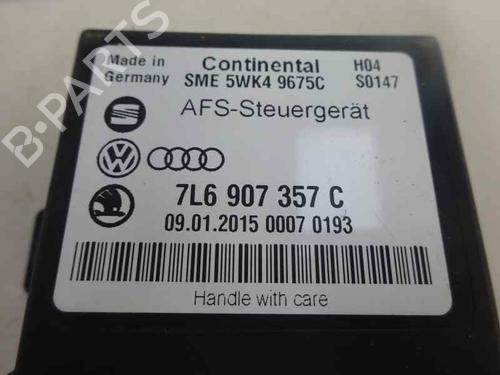 B-PARTS
Made in Germany
Continental
SME 5WK4 9675C
H04
S0147
AFS-Steuergerät
7L6 907 357 C
09.01.2015 0007 0193
Handle with care